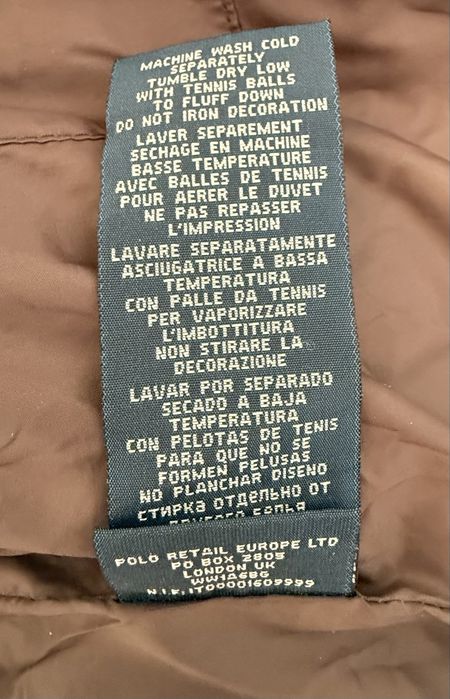 MACHINE WASH COLD
SEPARATELY
TUMBLE DRY LOW
WITH TENNIS BALLS
TO FLUFF DOWN
DO NOT IRON DECORATION
LAVER SEPAREMENT
SECHAGE EN MACHINE
BASSE TEMPERATURE
AVEC BALLES DE TENNIS
POUR AERER LE DUVET
NE PAS REPASSER
L'IMPRESSION
LAVARE SEPARATAMENTE
ASCIUGATRICE A BASSA
TEMPERATURA
CON PALLE DA TENNIS
PER VAPORIZZARE
L'IMBOTTITURA
NON STIRARE LA
DECORAZIONE
LAVAR POR SEPARADO
SECADO A BAJA
TEMPERATURA
CON PELOTAS DE TENIS
PARA QUE NO SE
FORMEN PELUSAS
NO PLANCHAR DISENO
СТИРКА ОТДЕЛЬНО ОТ
ДРУГОГО БЕЛЬЯ
POLO RETAIL EUROPE LTD
PO BOX 2805
LONDON UK
WW1A6BG
N.I.F. IT00001609999